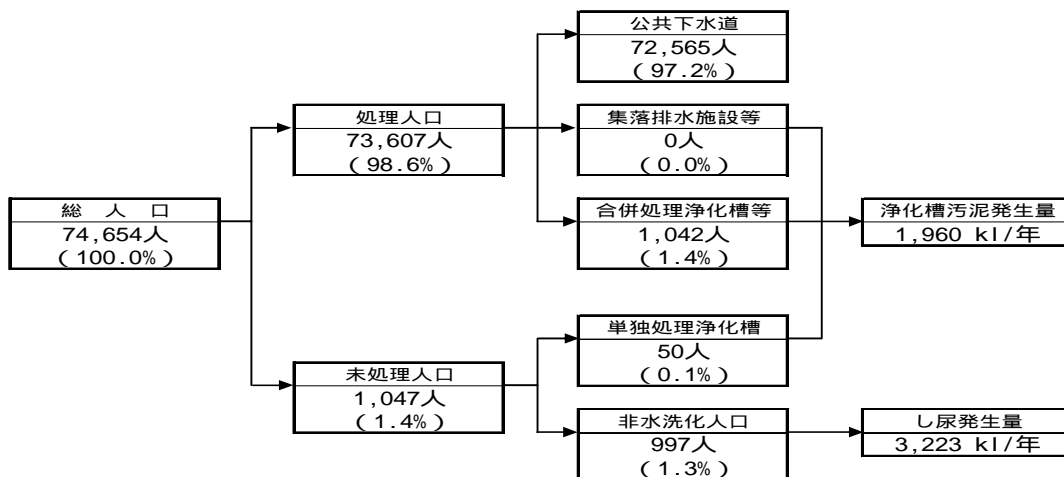 公共下水道
72,565人
(97.2%)
処理人口
73,607人
(98.6%)
集落排水施設等
0人
(0.0%)
総 人 口
74,654人
(100.0%)
合併処理浄化槽等
1,042人
(1.4%)
浄化槽汚泥発生量
1,960 kl/年
単独処理浄化槽
50人
(0.1%)
未処理人口
1,047人
(1.4%)
非水洗化人口
997人
(1.3%)
し尿発生量
3,223 kl/年